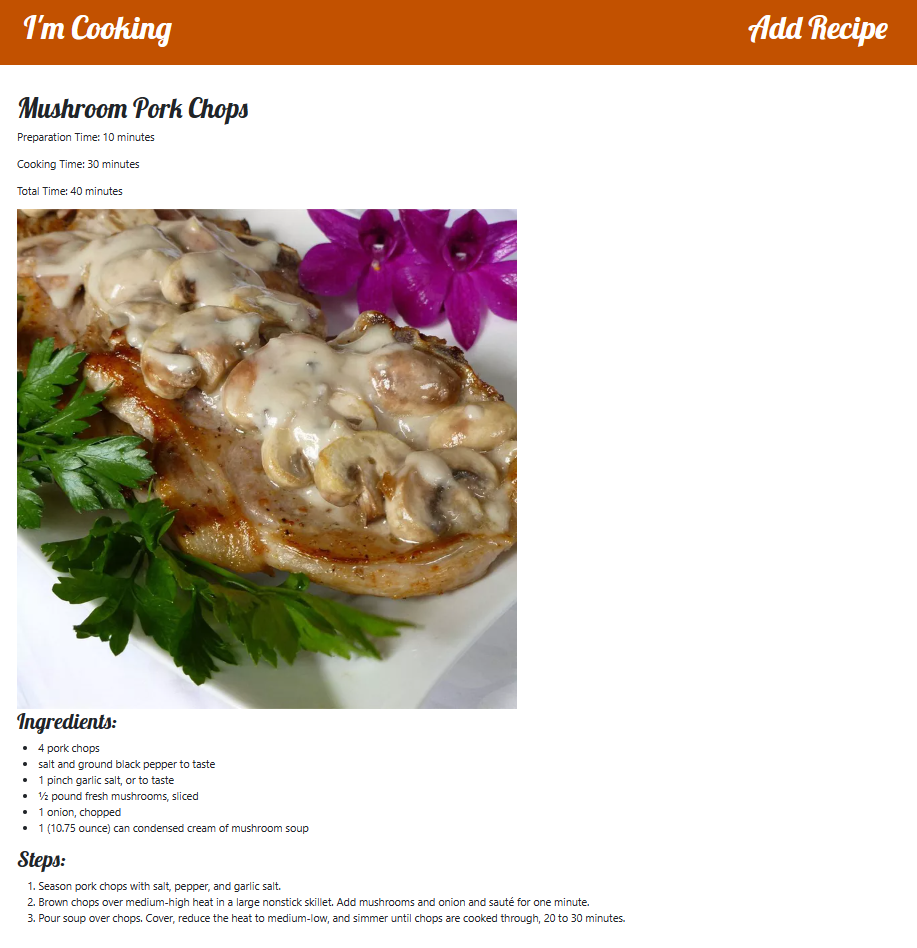 I'm Cooking
Add Recipe
Mushroom Pork Chops
Preparation Time: 10 minutes
Cooking Time: 30 minutes
Total Time: 40 minutes
Ingredients:
4 pork chops
salt and ground black pepper to taste
1 pinch garlic salt, or to taste
½ pound fresh mushrooms, sliced
1 onion, chopped
1 (10.75 ounce) can condensed cream of mushroom soup
Steps:
1. Season pork chops with salt, pepper, and garlic salt.
2. Brown chops over medium-high heat in a large nonstick skillet. Add mushrooms and onion and sauté for one minute.
3. Pour soup over chops. Cover, reduce the heat to medium-low, and simmer until chops are cooked through, 20 to 30 minutes.